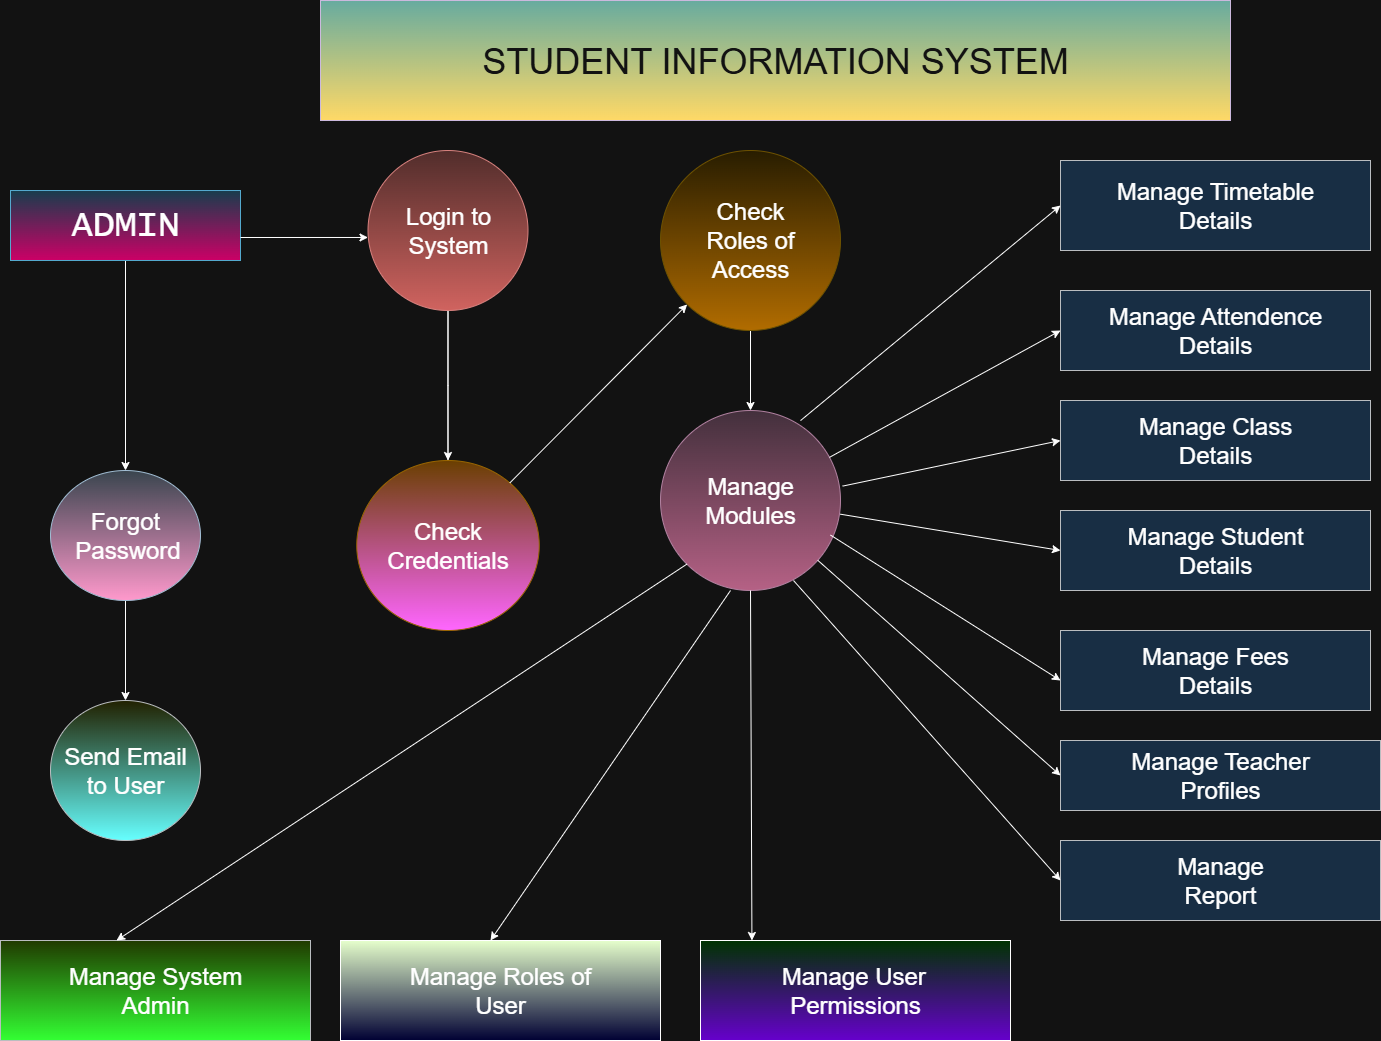 STUDENT INFORMATION SYSTEM
ADMIN
Login to
System
Check
Roles of
Access
Manage Timetable
Details
Manage Attendence
Details
Manage Class
Details
Forgot
Password
Check
Credentials
Manage
Modules
Manage Student
Details
Manage Fees
Details
Send Email
to User
Manage Teacher
Profiles
Manage
Report
Manage System
Admin
Manage Roles of
User
Manage User
Permissions